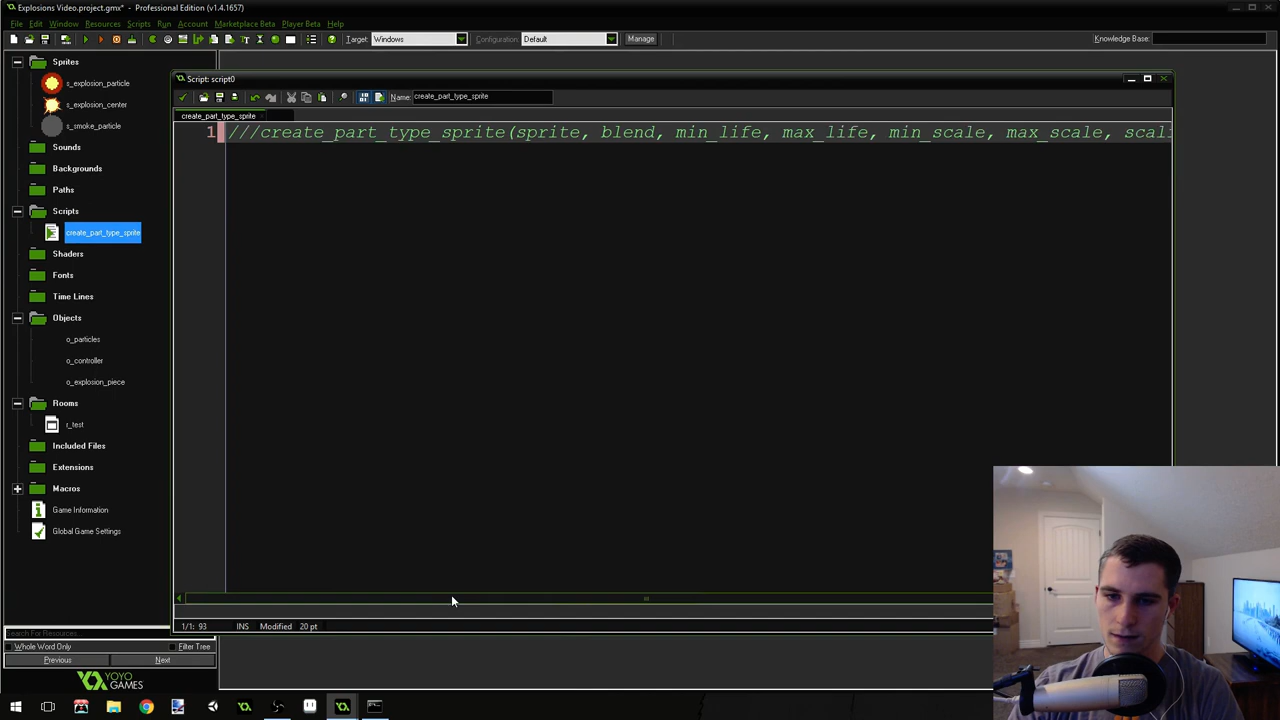 Explosions Video.project.gmx* - Professional Edition (v1.4.1657)
File Edit Window Resources Scripts Run Account Marketplace Beta Player Beta Help
Target: Windows Configuration: Default Manage Knowledge Base:
Sprites
s_explosion_particle
s_explosion_center
s_smoke_particle
Sounds
Backgrounds
Paths
Scripts
create_part_type_sprite
Shaders
Fonts
Time Lines
Objects
o_particles
o_controller
o_explosion_piece
Rooms
r_test
Included Files
Extensions
Macros
Game Information
Global Game Settings
Search For Resources...
Whole Word Only Filter Tree
Previous Next
YOYO GAMES
Script: script0
Name: create_part_type_sprite
create_part_type_sprite
1 ///create_part_type_sprite(sprite, blend, min_life, max_life, min_scale, max_scale, scali
1/1: 93 INS Modified 20 pt